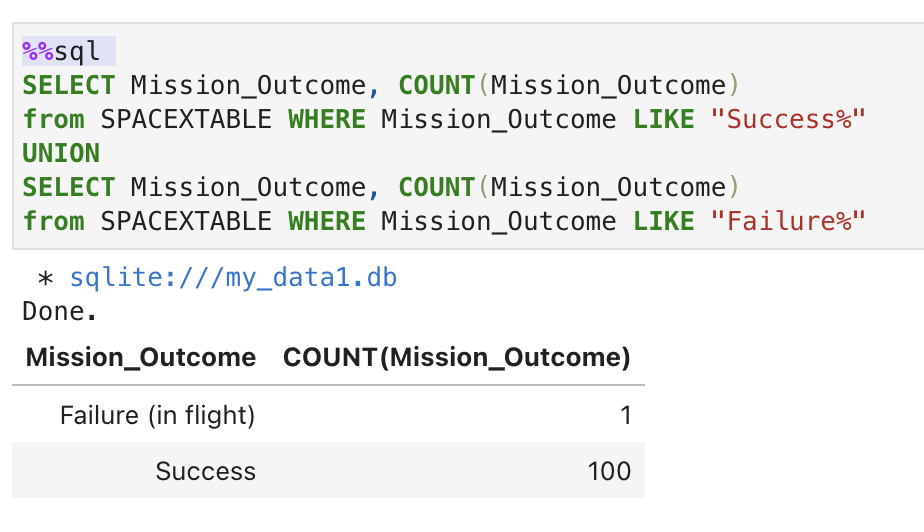 %%sql
SELECT Mission_Outcome, COUNT(Mission_Outcome)
from SPACEXTABLE WHERE Mission_Outcome LIKE "Success%"
UNION
SELECT Mission_Outcome, COUNT(Mission_Outcome)
from SPACEXTABLE WHERE Mission_Outcome LIKE "Failure%"
* sqlite:///my_data1.db
Done.
Mission_Outcome COUNT(Mission_Outcome)
Failure (in flight) 1
Success 100